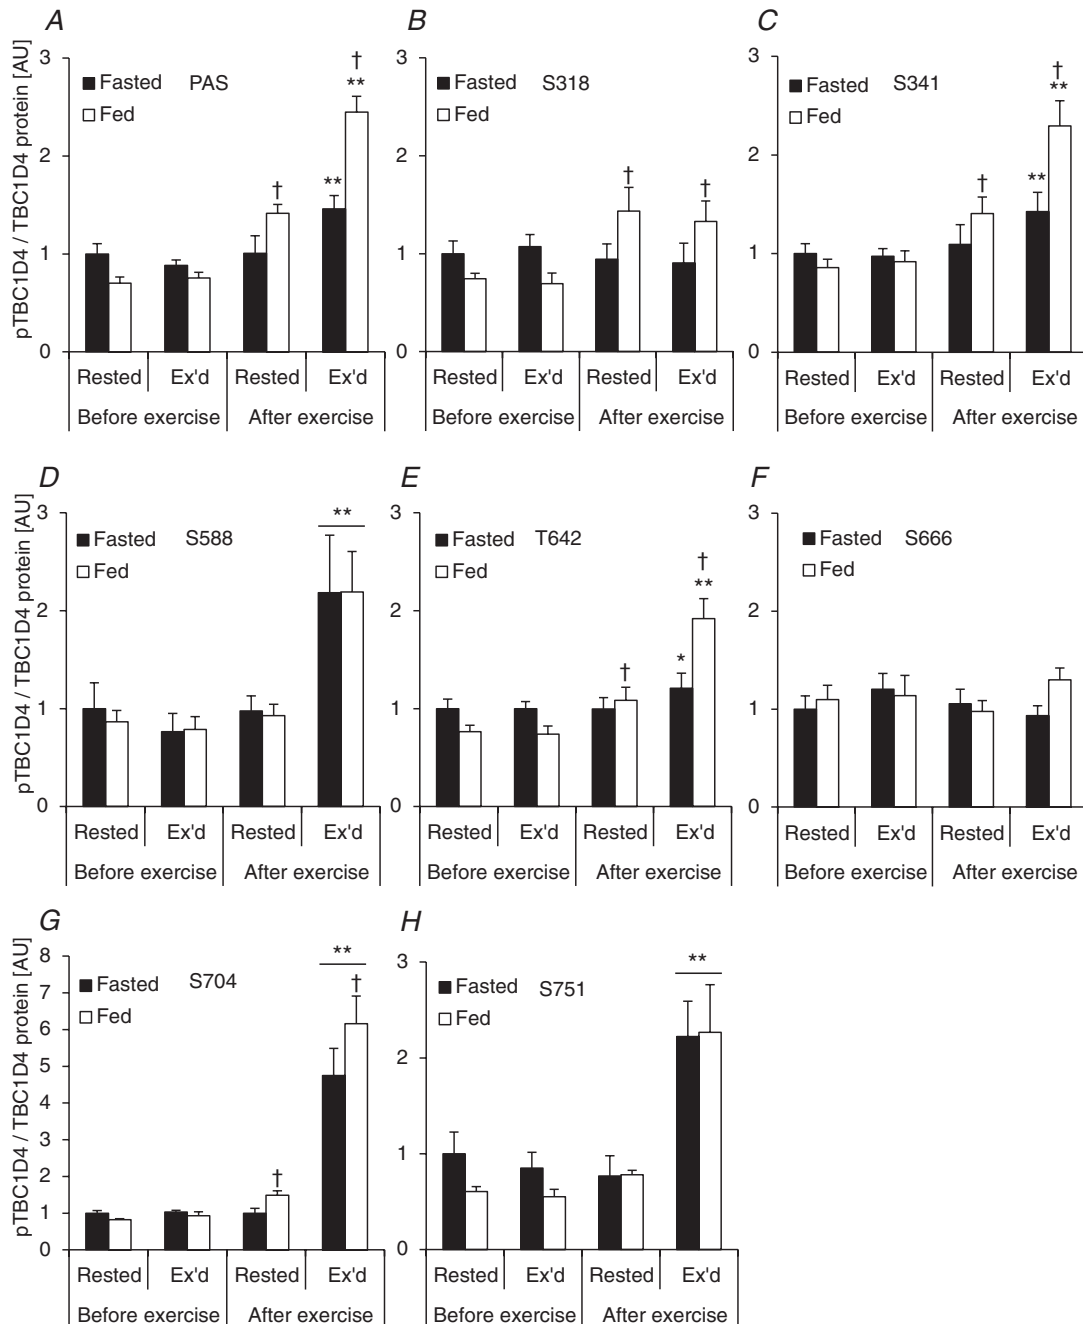 A
B
C
pTBC1D4 / TBC1D4 protein [AU]
3
2
1
0
Fasted PAS
Fed
†
**
†
**
Rested Ex'd Rested Ex'd
Before exercise After exercise
3
2
1
0
Fasted S318
Fed
† †
Rested Ex'd Rested Ex'd
Before exercise After exercise
3
2
1
0
Fasted S341
Fed
†
**
†
**
Rested Ex'd Rested Ex'd
Before exercise After exercise
D
E
F
pTBC1D4 / TBC1D4 protein [AU]
3
2
1
0
Fasted S588
Fed
**
Rested Ex'd Rested Ex'd
Before exercise After exercise
3
2
1
0
Fasted T642
Fed
†
**
†
*
Rested Ex'd Rested Ex'd
Before exercise After exercise
3
2
1
0
Fasted S666
Fed
Rested Ex'd Rested Ex'd
Before exercise After exercise
G
H
pTBC1D4 / TBC1D4 protein [AU]
8
7
6
5
4
3
2
1
0
Fasted S704
Fed
**
†
†
Rested Ex'd Rested Ex'd
Before exercise After exercise
3
2
1
0
Fasted S751
Fed
**
Rested Ex'd Rested Ex'd
Before exercise After exercise